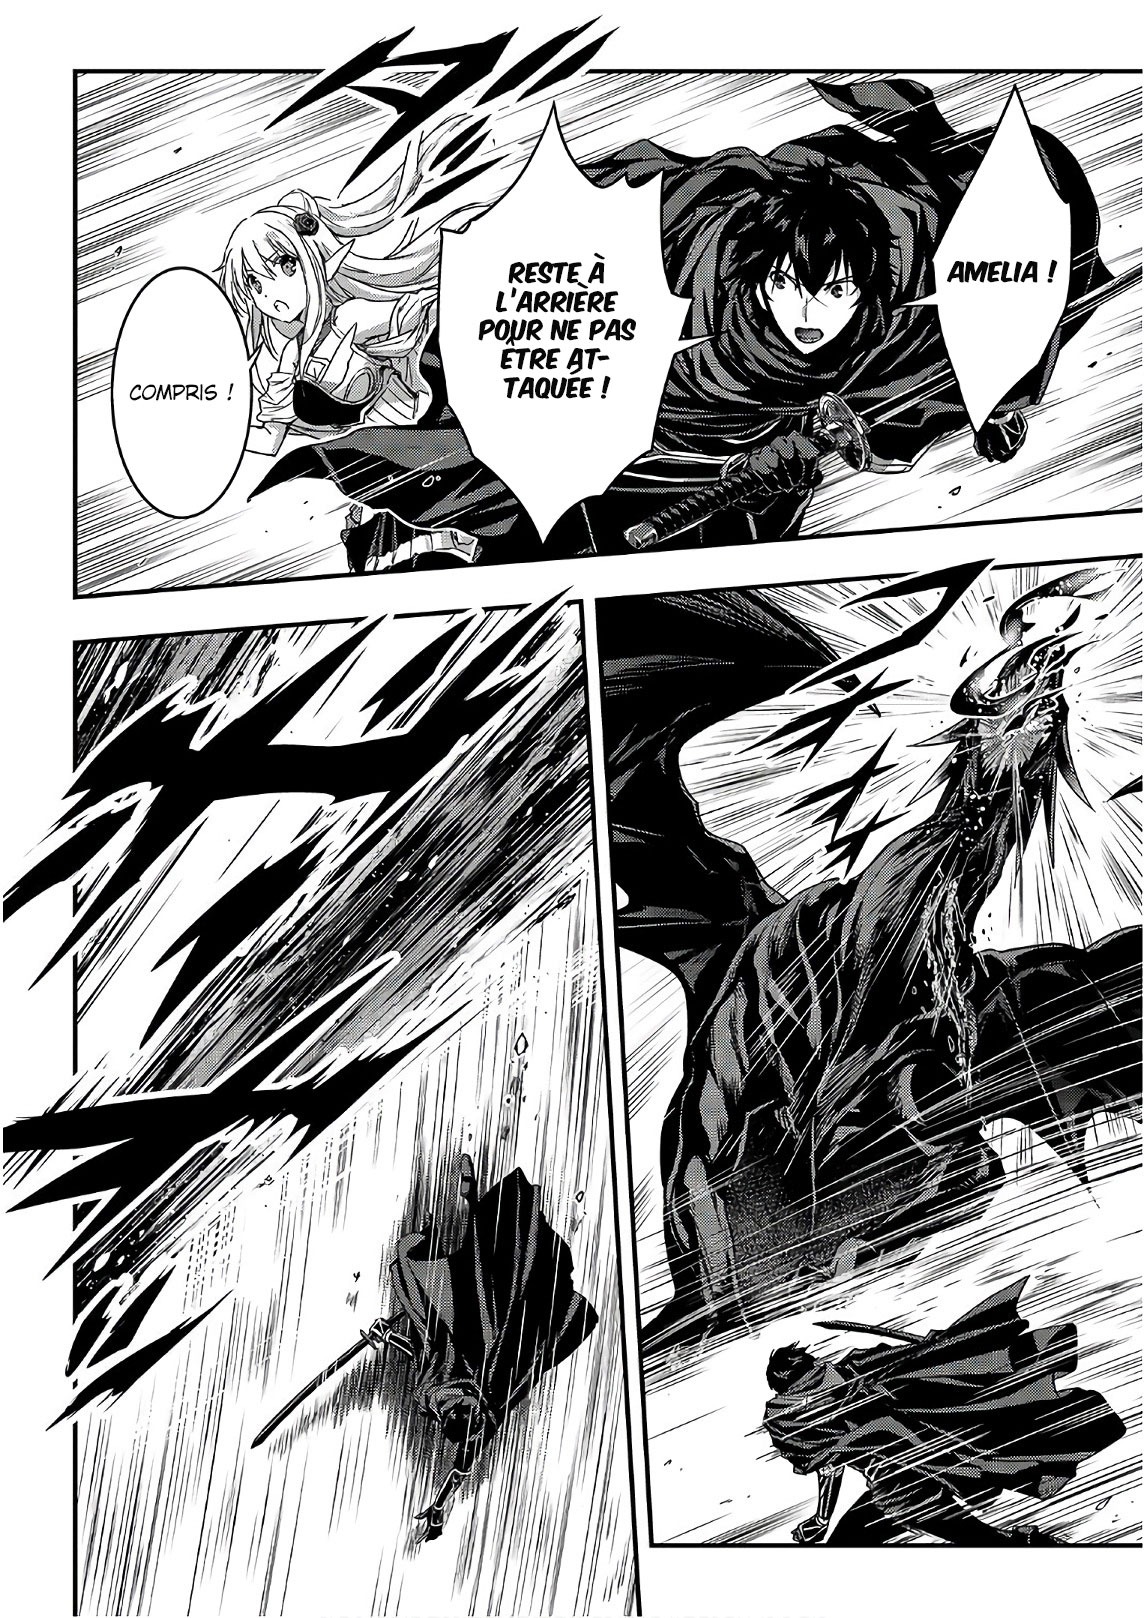 AMELIA !
RESTE À
L'ARRIÈRE
POUR NE PAS
ÊTRE AT-
TAQUÉE !
COMPRIS !